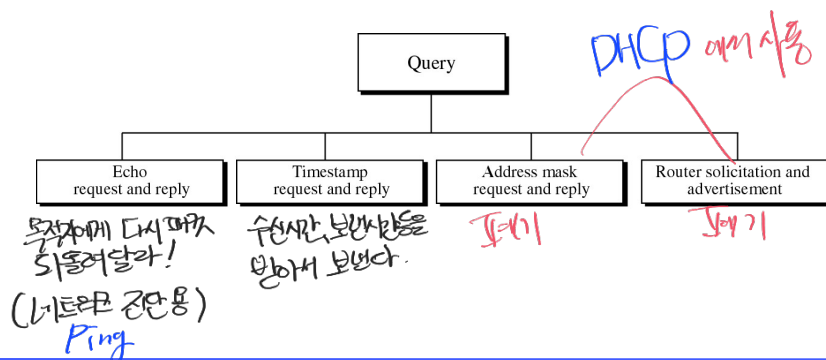 Query
DHCP 에서 사용
Echo
request and reply
Timestamp
request and reply
Address mask
request and reply
Router solicitation and
advertisement
목적지에게 다시 패킷
되돌려달라!
(네트워크 진단용)
Ping
수신시간, 보낸시간등을
받아서 보낸다.
폐기
폐기